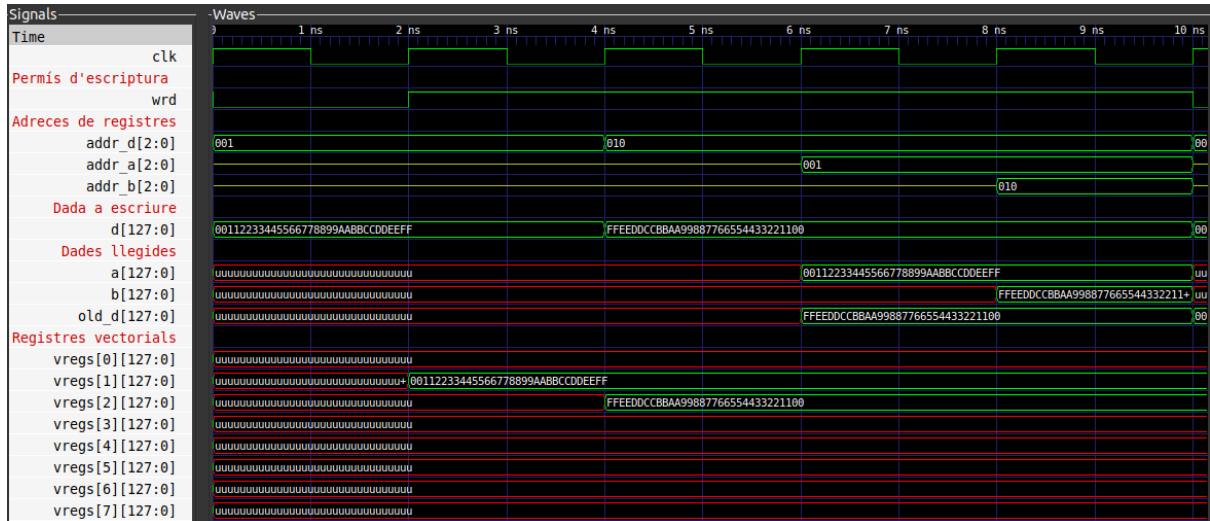 Signals Waves
Time 0 1 ns 2 ns 3 ns 4 ns 5 ns 6 ns 7 ns 8 ns 9 ns 10 ns
clk
Permís d'escriptura
wrd
Adreces de registres
addr_d[2:0] 001 010 00
addr_a[2:0] 001
addr_b[2:0] 010
Dada a escriure
d[127:0] 00112233445566778899AABBCCDDEEFF FFEEDDCCBBAA99887766554433221100 00
Dades llegides
a[127:0] uuuuuuuuuuuuuuuuuuuuuuuuuuuuuuuu 00112233445566778899AABBCCDDEEFF uu
b[127:0] uuuuuuuuuuuuuuuuuuuuuuuuuuuuuuuu FFEEDDCCBBAA998877665544332211+ uu
old_d[127:0] uuuuuuuuuuuuuuuuuuuuuuuuuuuuuuuu FFEEDDCCBBAA99887766554433221100 00
Registres vectorials
vregs[0][127:0] uuuuuuuuuuuuuuuuuuuuuuuuuuuuuuuu
vregs[1][127:0] uuuuuuuuuuuuuuuuuuuuuuuuuuuuuu+ 00112233445566778899AABBCCDDEEFF
vregs[2][127:0] uuuuuuuuuuuuuuuuuuuuuuuuuuuuuuuu FFEEDDCCBBAA99887766554433221100
vregs[3][127:0] uuuuuuuuuuuuuuuuuuuuuuuuuuuuuuuu
vregs[4][127:0] uuuuuuuuuuuuuuuuuuuuuuuuuuuuuuuu
vregs[5][127:0] uuuuuuuuuuuuuuuuuuuuuuuuuuuuuuuu
vregs[6][127:0] uuuuuuuuuuuuuuuuuuuuuuuuuuuuuuuu
vregs[7][127:0] uuuuuuuuuuuuuuuuuuuuuuuuuuuuuuuu